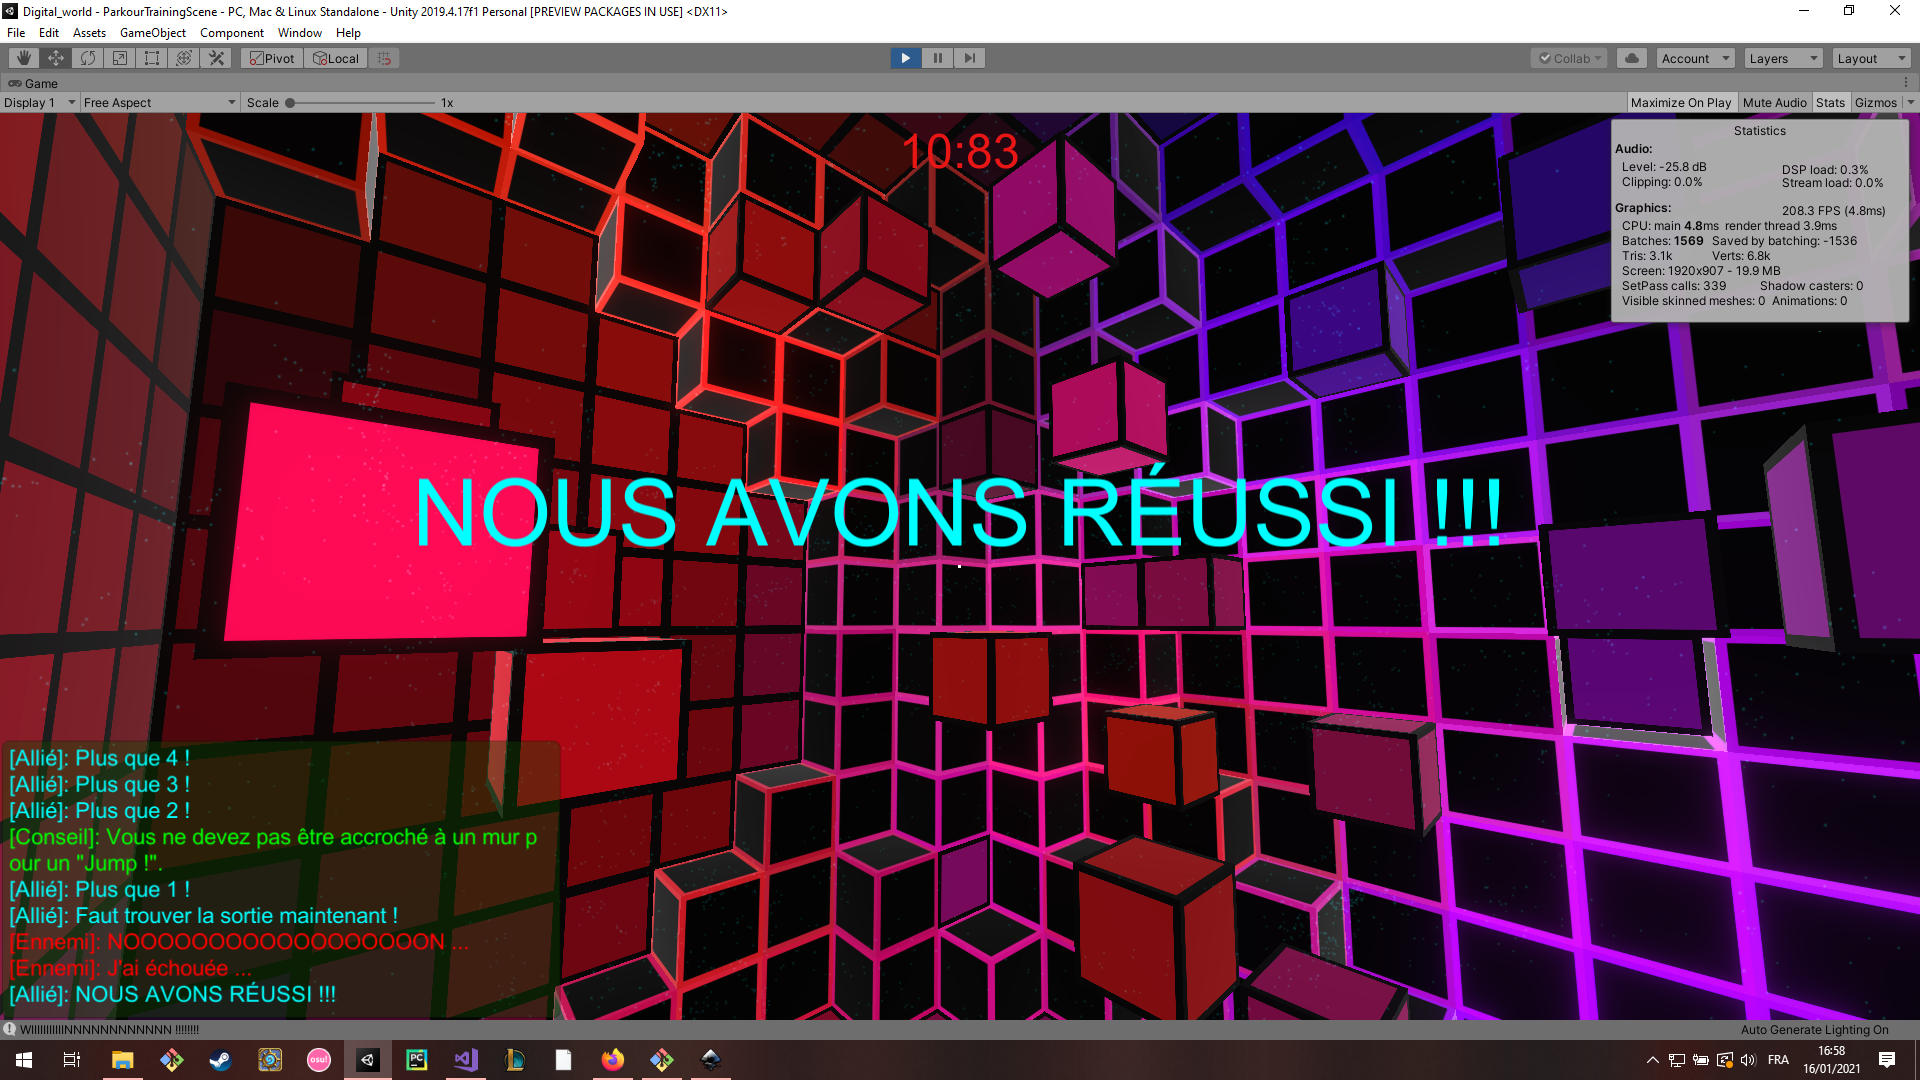 Digital_world - ParkourTrainingScene - PC, Mac & Linux Standalone - Unity 2019.4.17f1 Personal [PREVIEW PACKAGES IN USE] <DX11>
File Edit Assets GameObject Component Window Help
Pivot Local Collab Account Layers Layout
Game
Display 1 Free Aspect Scale 1x Maximize On Play Mute Audio Stats Gizmos
10:83
Statistics
Audio:
Level: -25.8 dB DSP load: 0.3%
Clipping: 0.0% Stream load: 0.0%
Graphics: 208.3 FPS (4.8ms)
CPU: main 4.8ms render thread 3.9ms
Batches: 1569 Saved by batching: -1536
Tris: 3.1k Verts: 6.8k
Screen: 1920x907 - 19.9 MB
SetPass calls: 339 Shadow casters: 0
Visible skinned meshes: 0 Animations: 0
NOUS AVONS RÉUSSI !!!
[Allié]: Plus que 4 !
[Allié]: Plus que 3 !
[Allié]: Plus que 2 !
[Conseil]: Vous ne devez pas être accroché à un mur p
our un "Jump !".
[Allié]: Plus que 1 !
[Allié]: Faut trouver la sortie maintenant !
[Ennemi]: NOOOOOOOOOOOOOOOOOON ...
[Ennemi]: J'ai échouée ...
[Allié]: NOUS AVONS RÉUSSI !!!
WIIIIIIIIIIINNNNNNNNNNNN !!!!!!!!
Auto Generate Lighting On
osu!
PC
FRA
16:58
16/01/2021